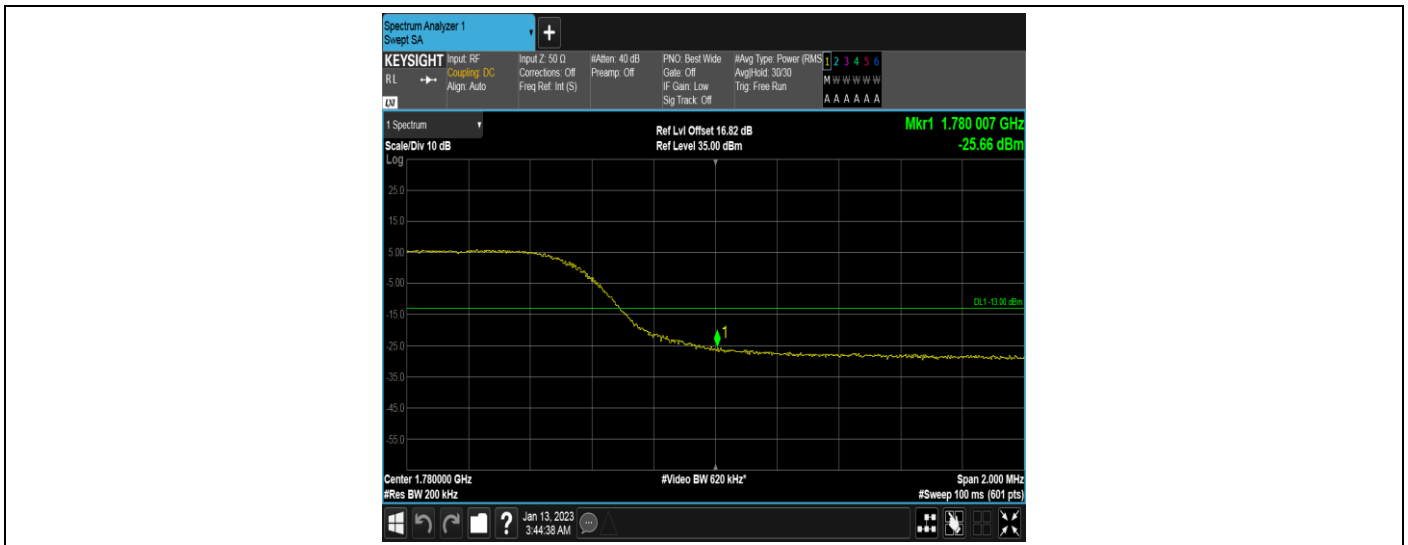 Spectrum Analyzer 1
Swept SA
+
KEYSIGHT
RL
LXI
Input: RF
Coupling: DC
Align: Auto
Input Z: 50 Ω
Corrections: Off
Freq Ref: Int (S)
#Atten: 40 dB
Preamp: Off
PNO: Best Wide
Gate: Off
IF Gain: Low
Sig Track: Off
#Avg Type: Power (RMS
Avg|Hold: 30/30
Trig: Free Run
1 2 3 4 5 6
M W W W W W
A A A A A A
1 Spectrum
Scale/Div 10 dB
Log
Ref Lvl Offset 16.82 dB
Ref Level 35.00 dBm
Mkr1 1.780 007 GHz
-25.66 dBm
25.0
15.0
5.00
-5.00
DL1 -13.00 dBm
-15.0
1
-25.0
-35.0
-45.0
-55.0
Center 1.780000 GHz
#Res BW 200 kHz
#Video BW 620 kHz*
Span 2.000 MHz
#Sweep 100 ms (601 pts)
?
Jan 13, 2023
3:44:38 AM